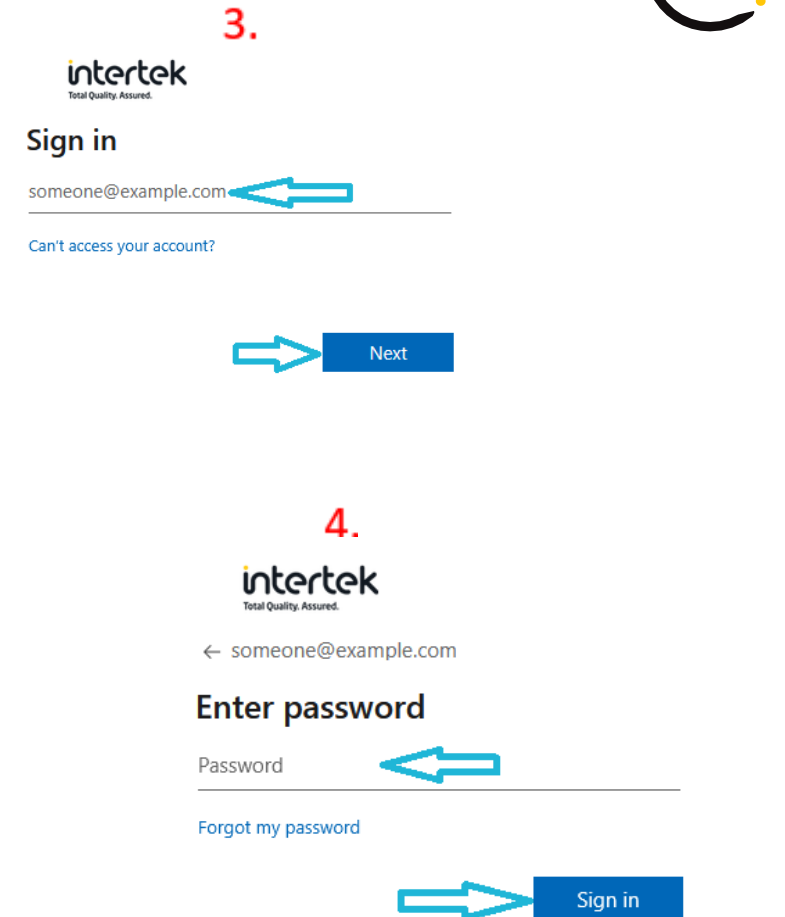 3.
intertek
Total Quality. Assured.
Sign in
someone@example.com
Can't access your account?
Next
4.
intertek
Total Quality. Assured.
← someone@example.com
Enter password
Password
Forgot my password
Sign in